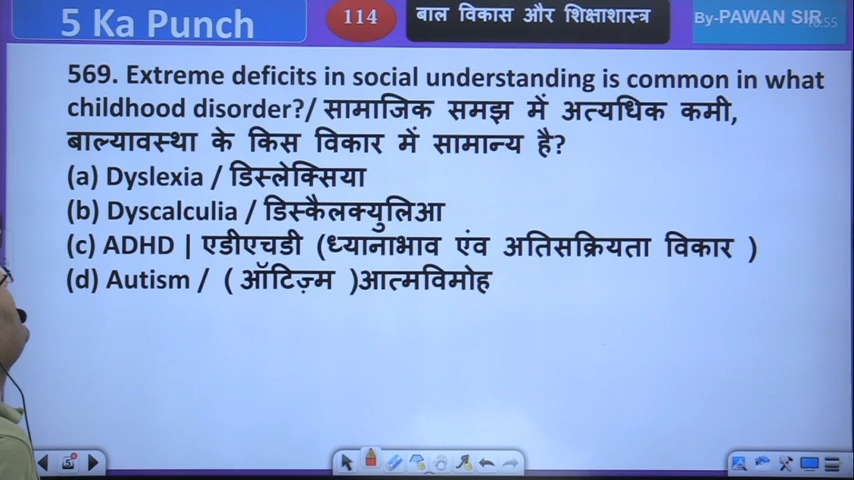 5 Ka Punch
114
बाल विकास और शिक्षाशास्त्र
By-PAWAN SIR
569. Extreme deficits in social understanding is common in what
childhood disorder?/ सामाजिक समझ में अत्यधिक कमी,
बाल्यावस्था के किस विकार में सामान्य है?
(a) Dyslexia / डिस्लेक्सिया
(b) Dyscalculia / डिस्कैलक्युलिआ
(c) ADHD | एडीएचडी (ध्यानाभाव एंव अतिसक्रियता विकार )
(d) Autism / ( ऑटिज़्म )आत्मविमोह